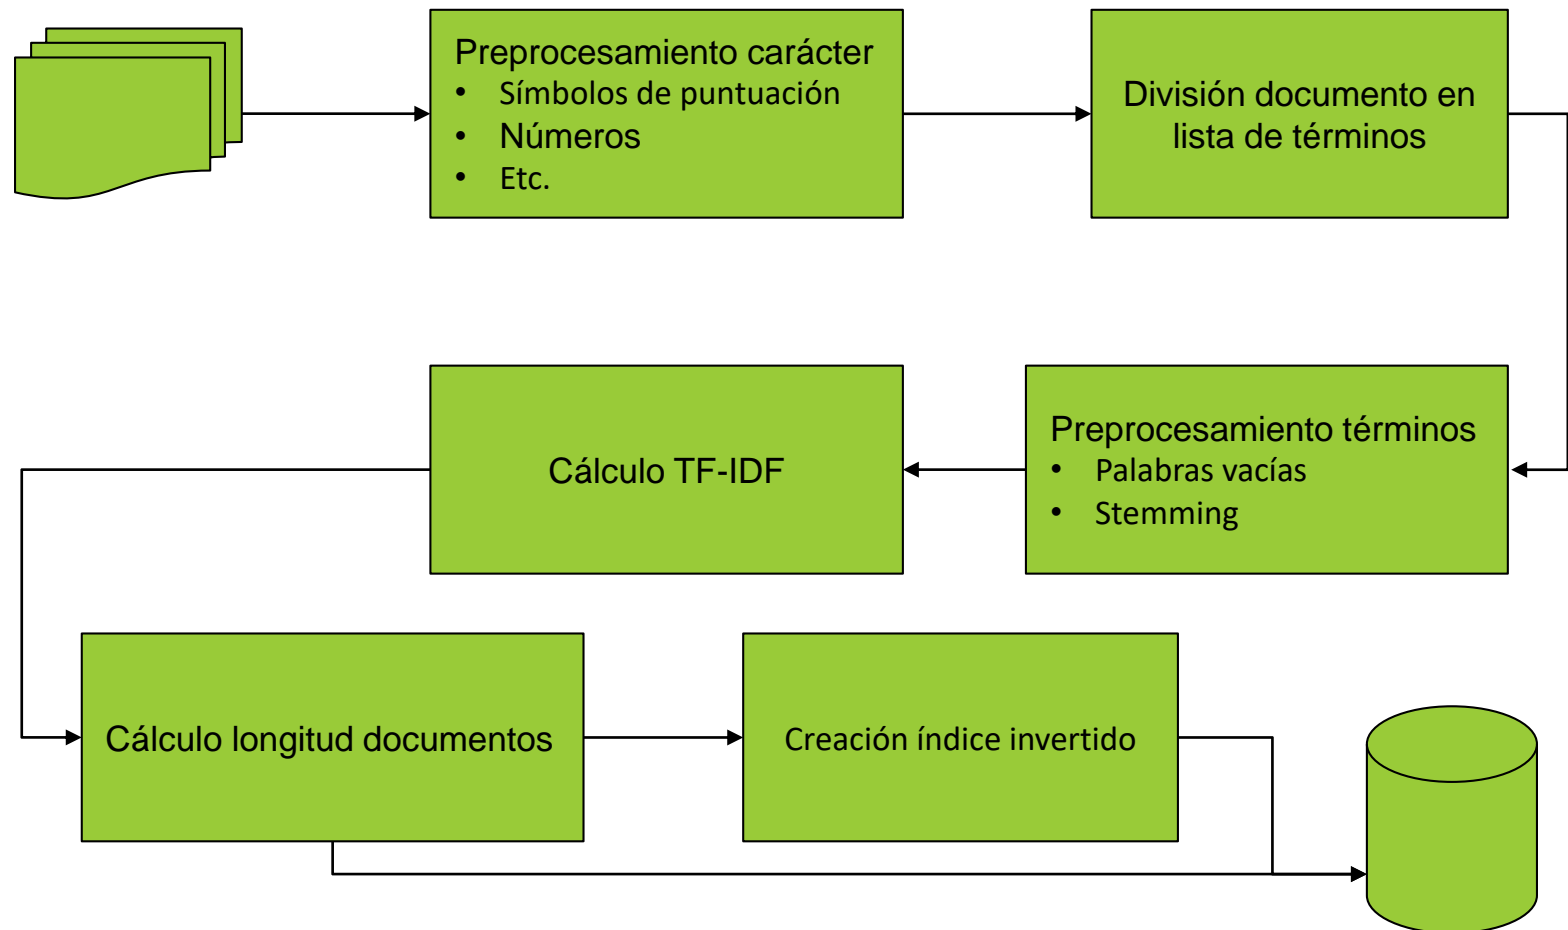 Preprocesamiento carácter
• Símbolos de puntuación
• Números
• Etc.
División documento en
lista de términos
Cálculo TF-IDF
Preprocesamiento términos
• Palabras vacías
• Stemming
Cálculo longitud documentos
Creación índice invertido